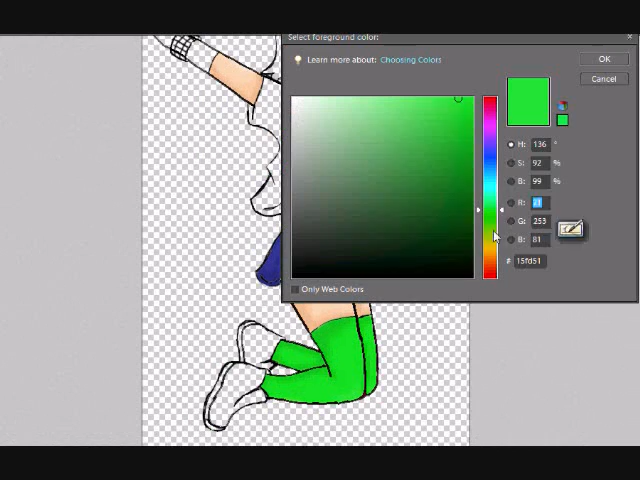 Select foreground color:
Learn more about: Choosing Colors
OK
Cancel
H: 136 °
S: 92 %
B: 99 %
R: 21
G: 253
B: 81
# 15fd51
Only Web Colors